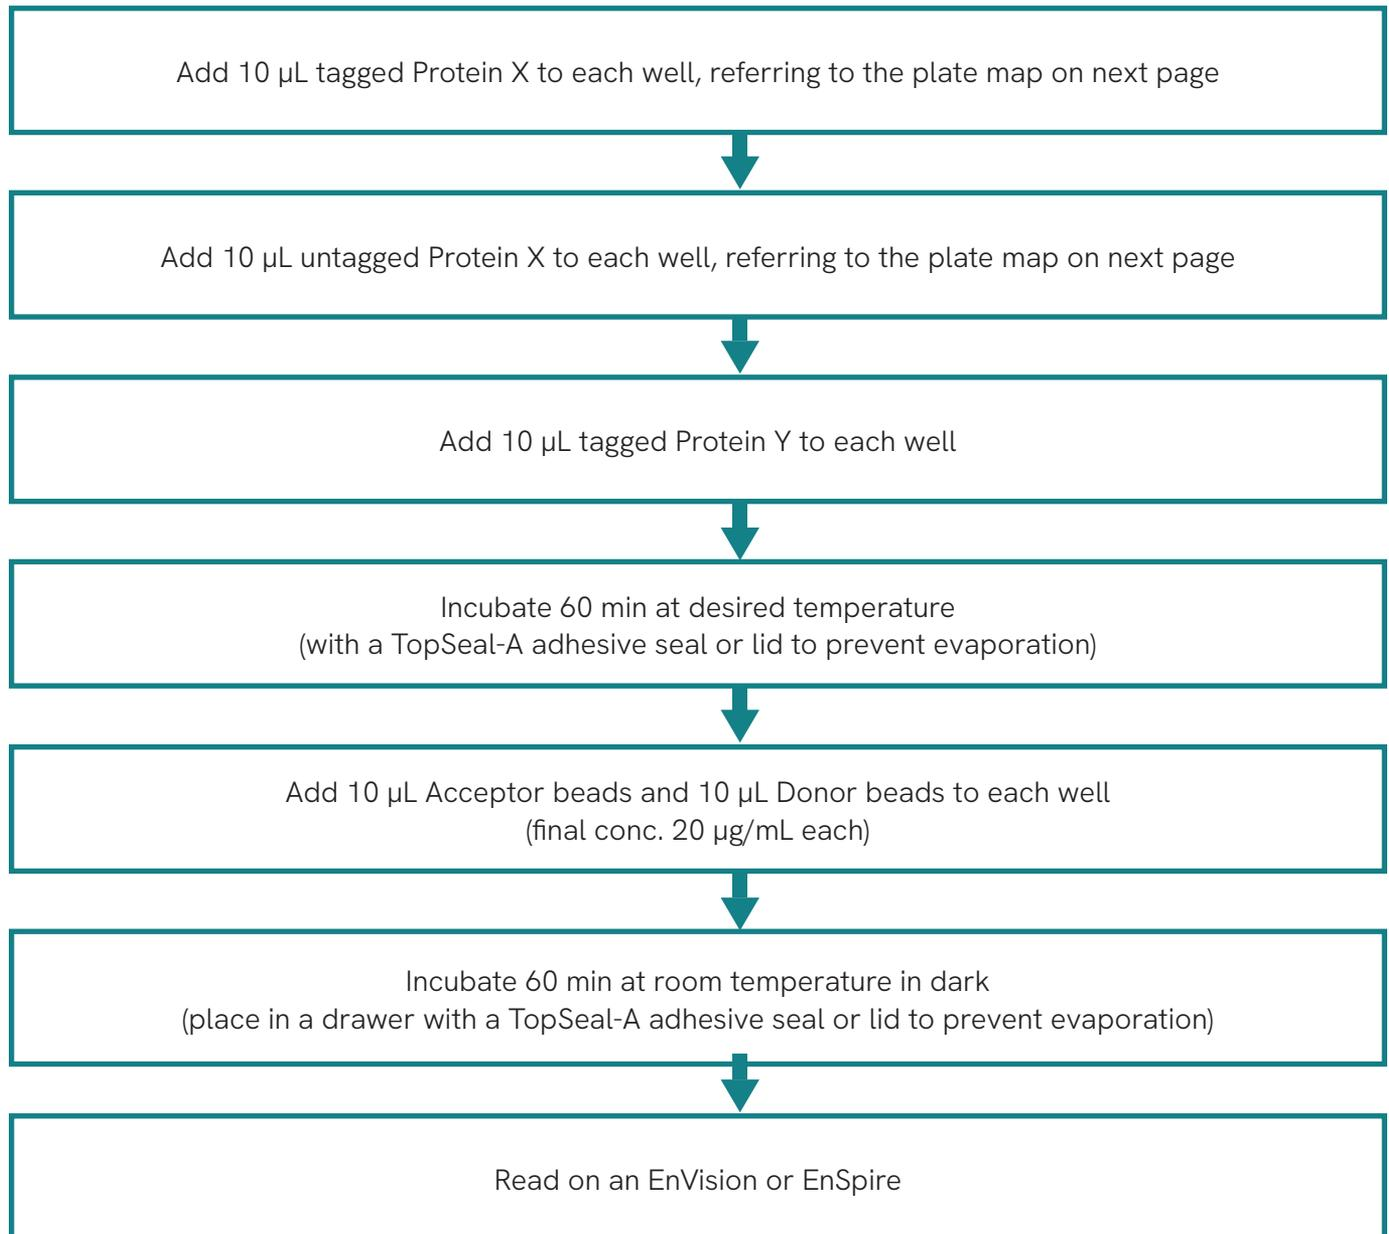 Add 10 µL tagged Protein X to each well, referring to the plate map on next page
Add 10 µL untagged Protein X to each well, referring to the plate map on next page
Add 10 µL tagged Protein Y to each well
Incubate 60 min at desired temperature
(with a TopSeal-A adhesive seal or lid to prevent evaporation)
Add 10 µL Acceptor beads and 10 µL Donor beads to each well
(final conc. 20 µg/mL each)
Incubate 60 min at room temperature in dark
(place in a drawer with a TopSeal-A adhesive seal or lid to prevent evaporation)
Read on an EnVision or EnSpire